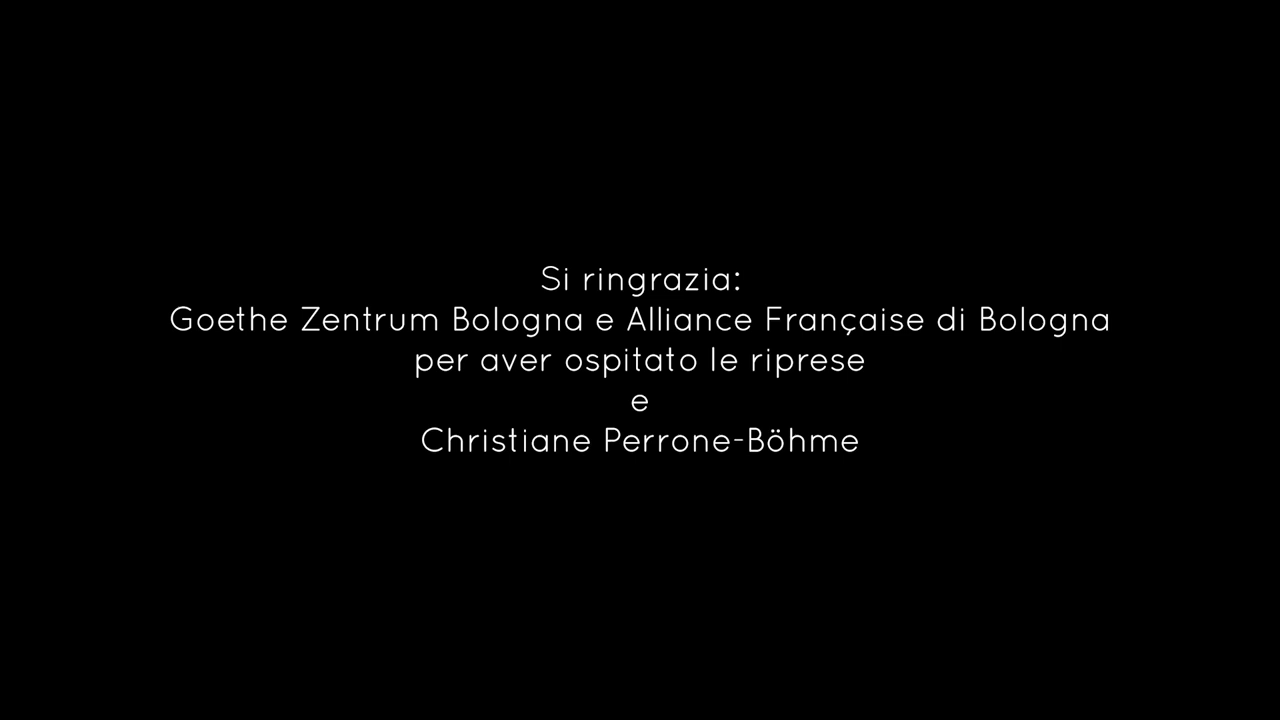 Si ringrazia:
Goethe Zentrum Bologna e Alliance Française di Bologna
per aver ospitato le riprese
e
Christiane Perrone-Böhme